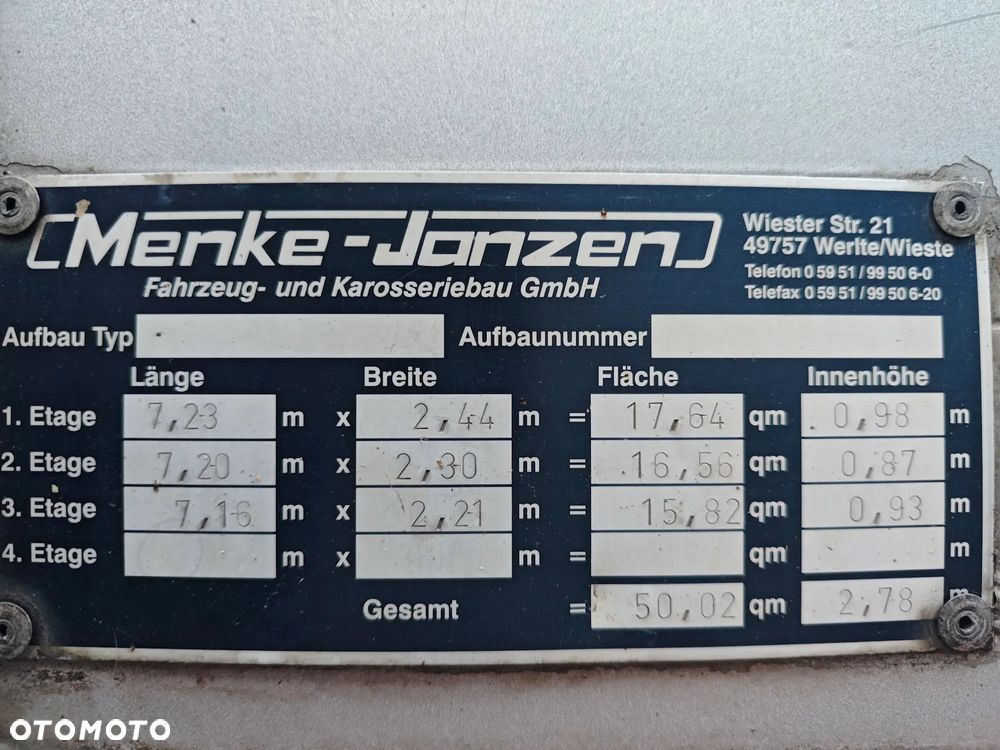 Menke-Janzen
Fahrzeug- und Karosseriebau GmbH
Wiester Str. 21
49757 Werlte/Wieste
Telefon 0 59 51 / 99 50 6-0
Telefax 0 59 51 / 99 50 6-20
Aufbau Typ Aufbaunummer
Länge Breite Fläche Innenhöhe
1. Etage 7,23 m x 2,44 m = 17,64 qm 0,98 m
2. Etage 7,20 m x 2,30 m = 16,56 qm 0,87 m
3. Etage 7,16 m x 2,21 m = 15,82 qm 0,93 m
4. Etage m x m = qm m
Gesamt = 50,02 qm 2,78 m
OTOMOTO